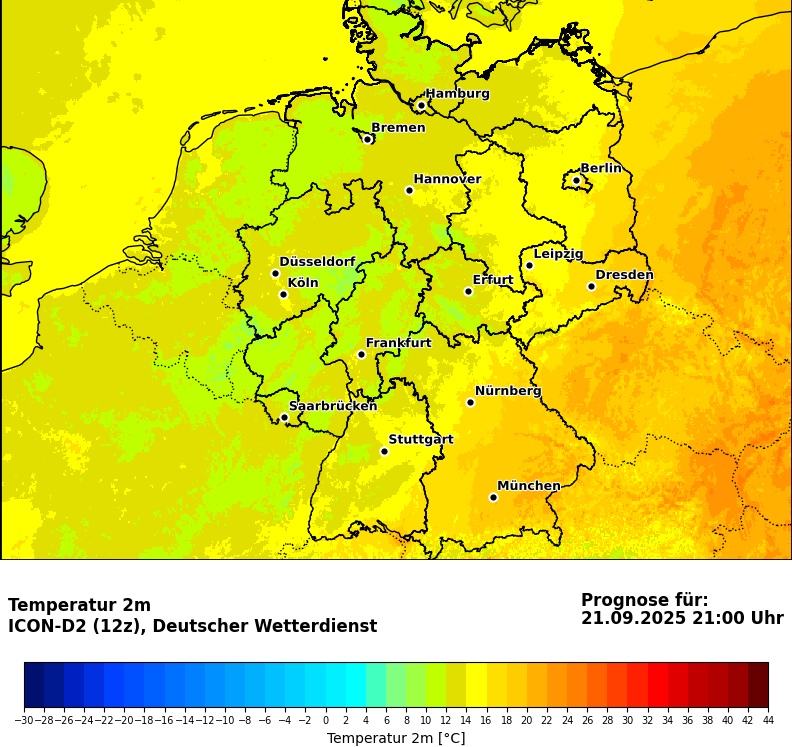 Hamburg
Bremen
Berlin
Hannover
Leipzig
Düsseldorf
Dresden
Köln
Erfurt
Frankfurt
Nürnberg
Saarbrücken
Stuttgart
München
Temperatur 2m
ICON-D2 (12z), Deutscher Wetterdienst
Prognose für:
21.09.2025 21:00 Uhr
−30 −28 −26 −24 −22 −20 −18 −16 −14 −12 −10 −8 −6 −4 −2 0 2 4 6 8 10 12 14 16 18 20 22 24 26 28 30 32 34 36 38 40 42 44
Temperatur 2m [°C]